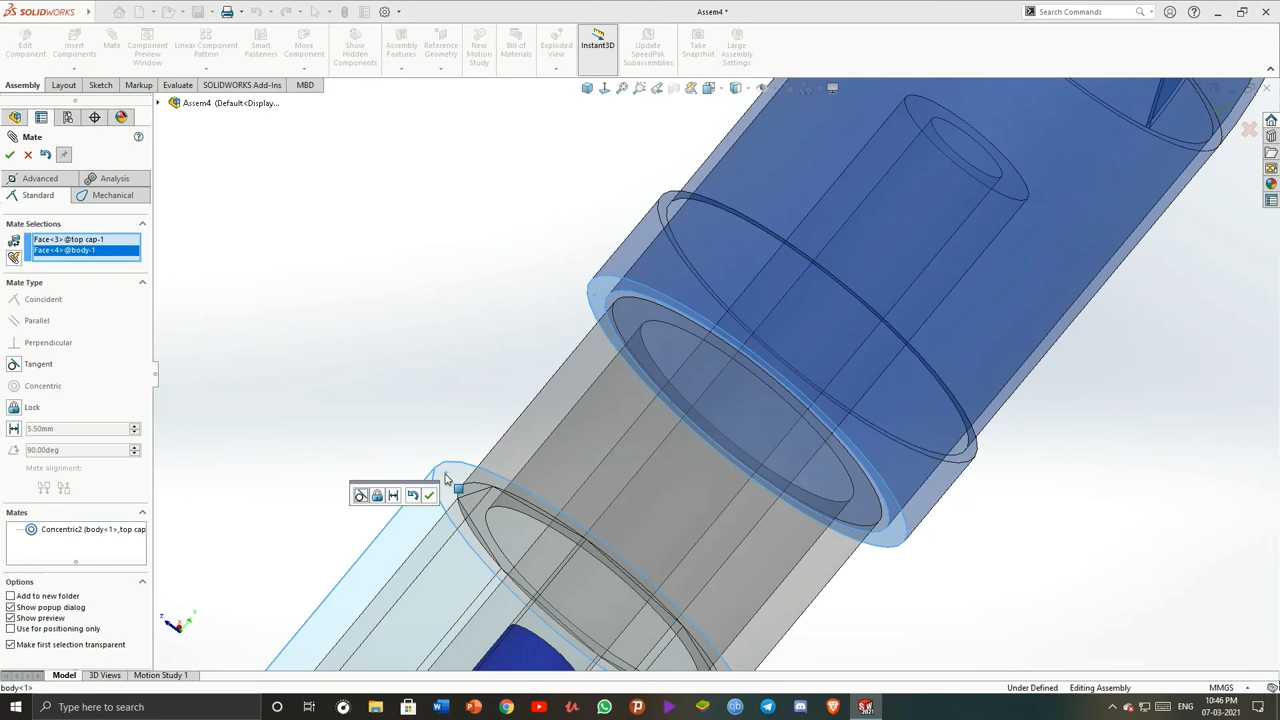 SOLIDWORKS
Assem4 *
Search Commands
Edit Component
Insert Components
Mate
Component Preview Window
Linear Component Pattern
Smart Fasteners
Move Component
Show Hidden Components
Assembly Features
Reference Geometry
New Motion Study
Bill of Materials
Exploded View
Instant3D
Update SpeedPak Subassemblies
Take Snapshot
Large Assembly Settings
Assembly Layout Sketch Markup Evaluate SOLIDWORKS Add-Ins MBD
Assem4 (Default<Display...
Mate
Advanced Analysis
Standard Mechanical
Mate Selections
Face<3>@top cap-1
Face<4>@body-1
Mate Type
Coincident
Parallel
Perpendicular
Tangent
Concentric
Lock
5.50mm
90.00deg
Mate alignment:
Mates
Concentric2 (body<1>,top cap
Options
Add to new folder
Show popup dialog
Show preview
Use for positioning only
Make first selection transparent
Model 3D Views Motion Study 1
body<1> Under Defined Editing Assembly MMGS
Type here to search
ENG
10:46 PM
07-03-2021